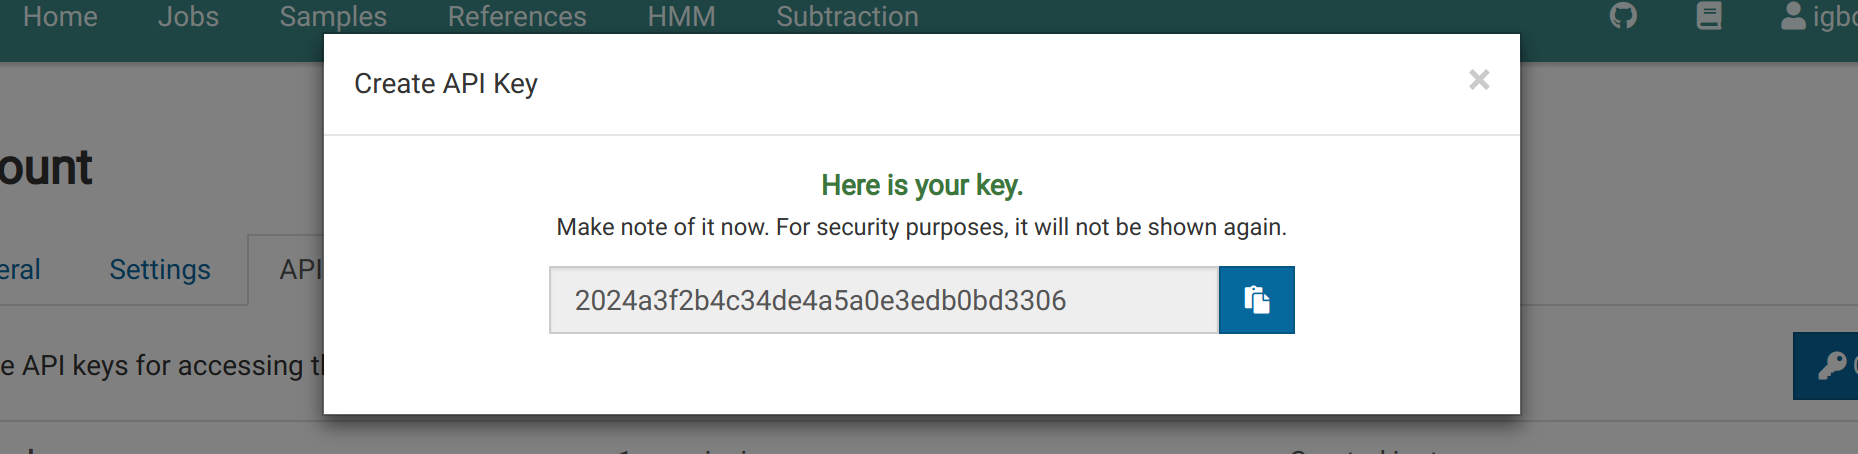 Home Jobs Samples References HMM Subtraction
Create API Key
ount
Here is your key.
Make note of it now. For security purposes, it will not be shown again.
eral Settings API
2024a3f2b4c34de4a5a0e3edb0bd3306
e API keys for accessing